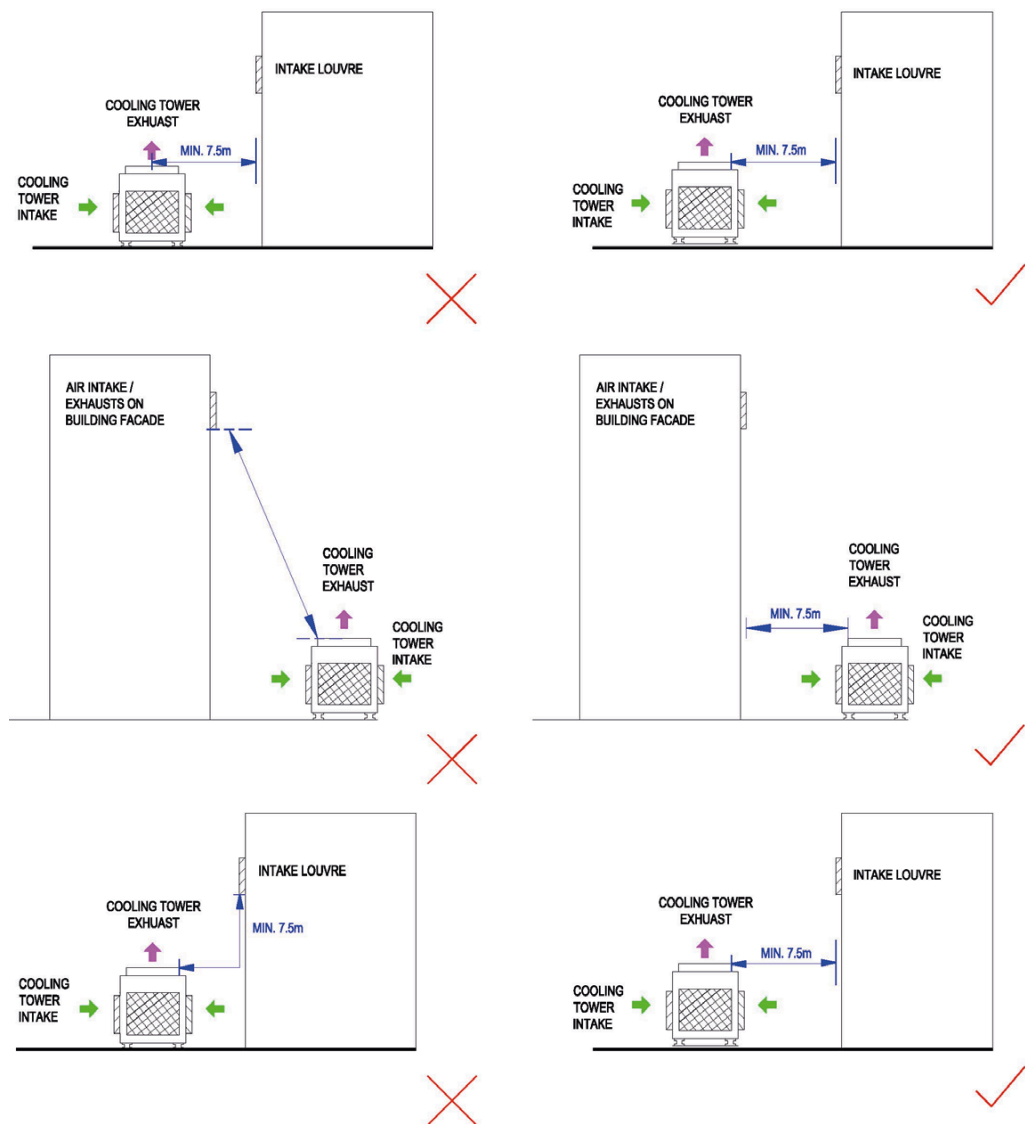 INTAKE LOUVRE
COOLING TOWER
EXHUAST
MIN. 7.5m
COOLING
TOWER
INTAKE
INTAKE LOUVRE
COOLING TOWER
EXHUAST
MIN. 7.5m
COOLING
TOWER
INTAKE
AIR INTAKE /
EXHAUSTS ON
BUILDING FACADE
COOLING
TOWER
EXHAUST
COOLING
TOWER
INTAKE
AIR INTAKE /
EXHAUSTS ON
BUILDING FACADE
COOLING
TOWER
EXHAUST
MIN. 7.5m
COOLING
TOWER
INTAKE
INTAKE LOUVRE
COOLING TOWER
EXHUAST
MIN. 7.5m
COOLING
TOWER
INTAKE
INTAKE LOUVRE
COOLING TOWER
EXHUAST
MIN. 7.5m
COOLING
TOWER
INTAKE